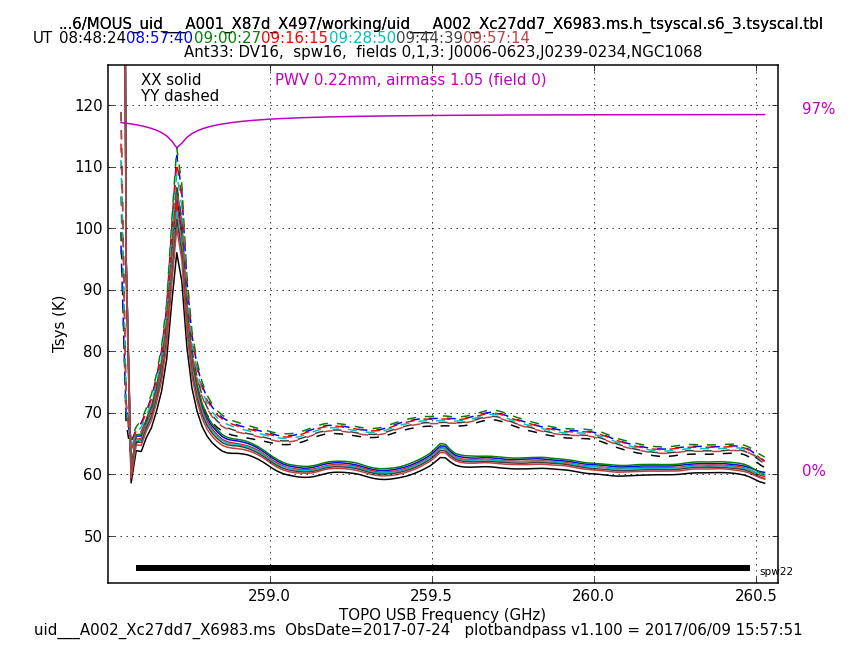 ...6/MOUS_uid___A001_X87d_X497/working/uid___A002_Xc27dd7_X6983.ms.h_tsyscal.s6_3.tsyscal.tbl
UT 08:48:24 08:57:40 09:00:27 09:16:15 09:28:50 09:44:39 09:57:14
Ant33: DV16, spw16, fields 0,1,3: J0006-0623,J0239-0234,NGC1068
XX solid
YY dashed
PWV 0.22mm, airmass 1.05 (field 0)
120
110
100
90
80
70
60
50
Tsys (K)
97%
0%
spw22
259.0 259.5 260.0 260.5
TOPO USB Frequency (GHz)
uid___A002_Xc27dd7_X6983.ms ObsDate=2017-07-24 plotbandpass v1.100 = 2017/06/09 15:57:51